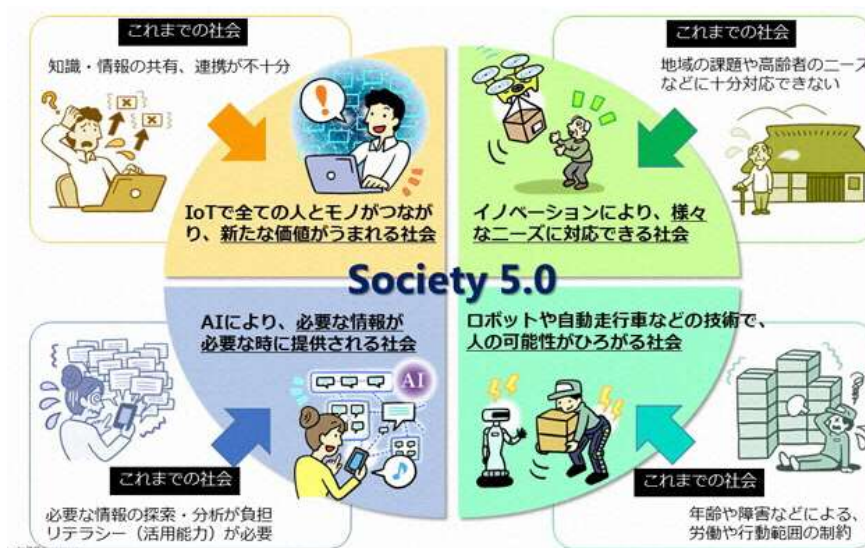 これまでの社会
知識・情報の共有、連携が不十分
IoTで全ての人とモノがつなが
り、新たな価値がうまれる社会
これまでの社会
地域の課題や高齢者のニーズ
などに十分対応できない
イノベーションにより、様々
なニーズに対応できる社会
Society 5.0
AIにより、必要な情報が
必要な時に提供される社会
AI
これまでの社会
必要な情報の探索・分析が負担
リテラシー（活用能力）が必要
ロボットや自動走行車などの技術で、
人の可能性がひろがる社会
これまでの社会
年齢や障害などによる、
労働や行動範囲の制約